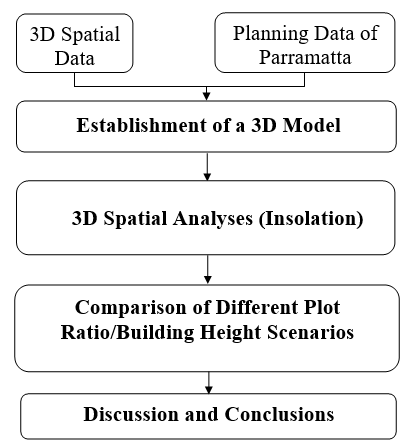 3D Spatial
Data
Planning Data of
Parramatta
Establishment of a 3D Model
3D Spatial Analyses (Insolation)
Comparison of Different Plot
Ratio/Building Height Scenarios
Discussion and Conclusions